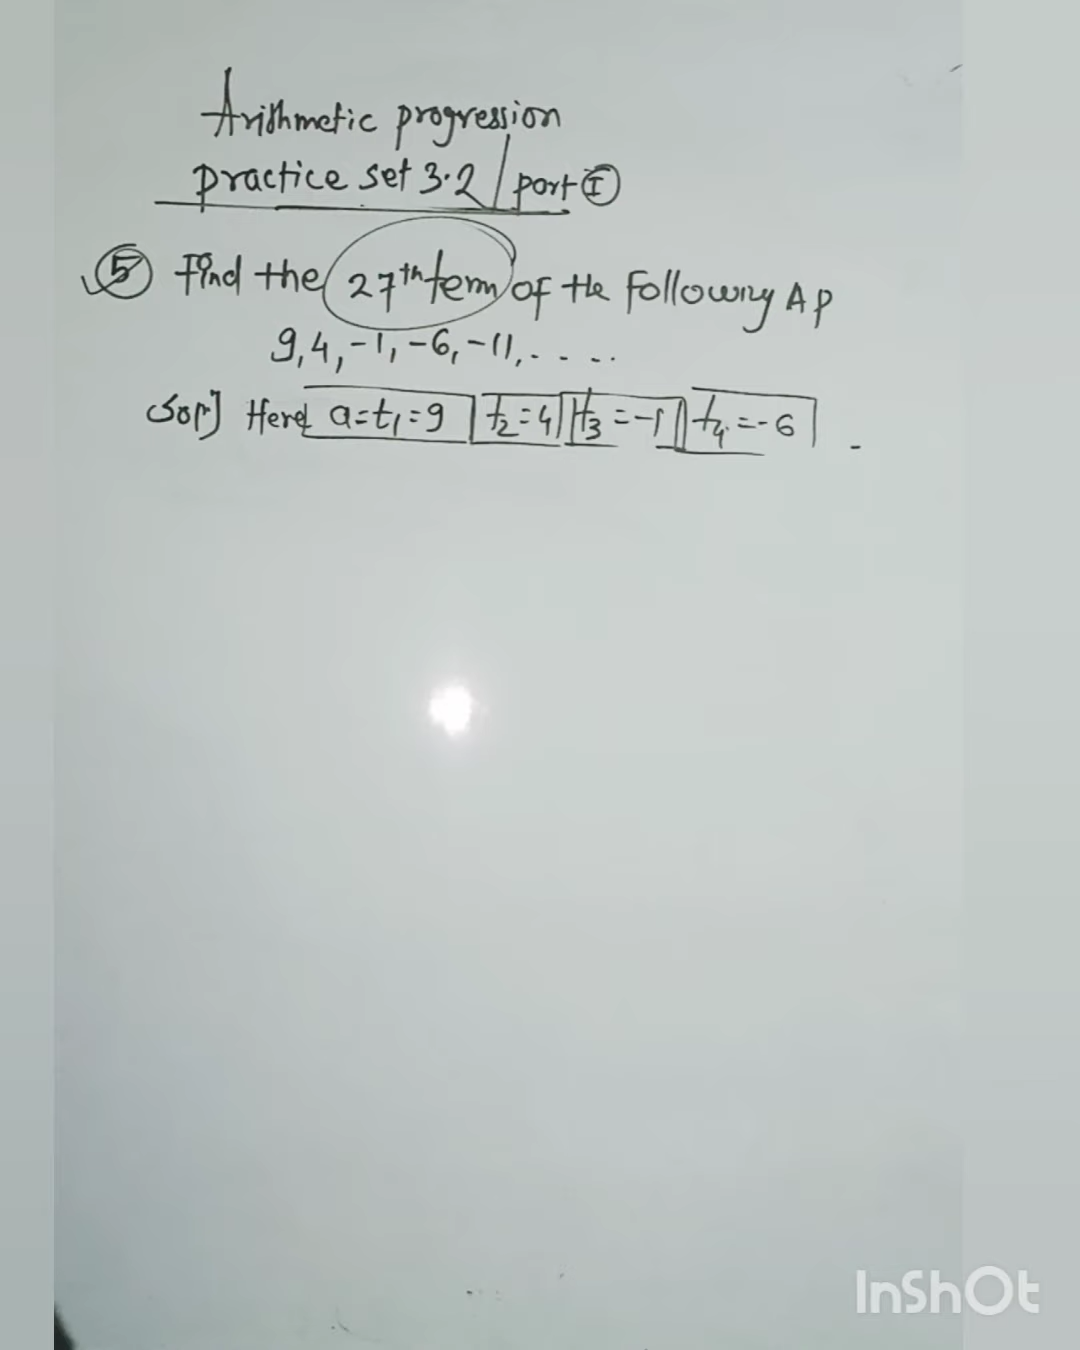 Arithmetic progression
practice set 3.2 / part I
5 Find the 27th term of the following AP
9, 4, -1, -6, -11, . . . .
Soln] Here a=t1=9 t2=4 t3=-1 t4=-6
InShOt